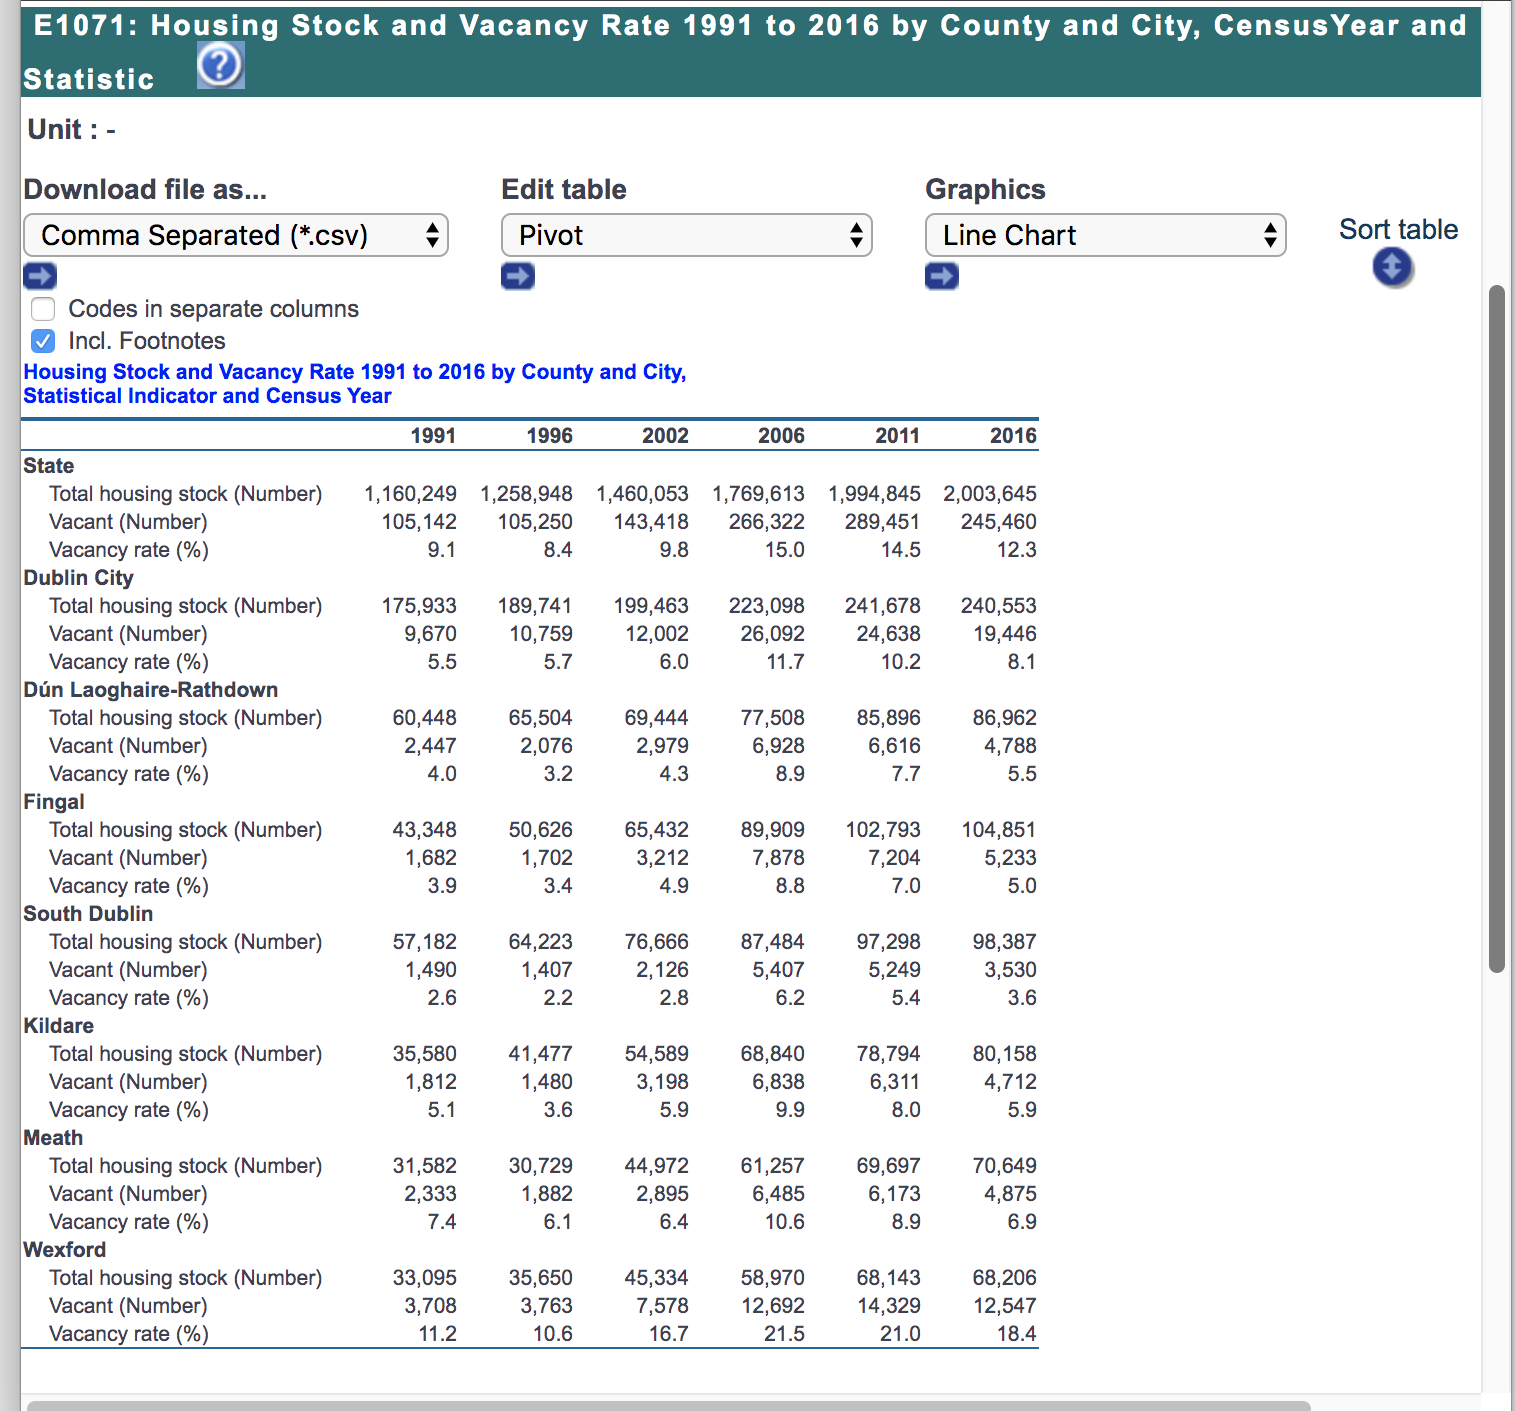 E1071: Housing Stock and Vacancy Rate 1991 to 2016 by County and City, CensusYear and
Statistic ?
Unit : -
Download file as... Edit table Graphics
Sort table
Comma Separated (*.csv) Pivot Line Chart
Codes in separate columns
Incl. Footnotes
Housing Stock and Vacancy Rate 1991 to 2016 by County and City,
Statistical Indicator and Census Year
1991 1996 2002 2006 2011 2016
State
Total housing stock (Number) 1,160,249 1,258,948 1,460,053 1,769,613 1,994,845 2,003,645
Vacant (Number) 105,142 105,250 143,418 266,322 289,451 245,460
Vacancy rate (%) 9.1 8.4 9.8 15.0 14.5 12.3
Dublin City
Total housing stock (Number) 175,933 189,741 199,463 223,098 241,678 240,553
Vacant (Number) 9,670 10,759 12,002 26,092 24,638 19,446
Vacancy rate (%) 5.5 5.7 6.0 11.7 10.2 8.1
Dún Laoghaire-Rathdown
Total housing stock (Number) 60,448 65,504 69,444 77,508 85,896 86,962
Vacant (Number) 2,447 2,076 2,979 6,928 6,616 4,788
Vacancy rate (%) 4.0 3.2 4.3 8.9 7.7 5.5
Fingal
Total housing stock (Number) 43,348 50,626 65,432 89,909 102,793 104,851
Vacant (Number) 1,682 1,702 3,212 7,878 7,204 5,233
Vacancy rate (%) 3.9 3.4 4.9 8.8 7.0 5.0
South Dublin
Total housing stock (Number) 57,182 64,223 76,666 87,484 97,298 98,387
Vacant (Number) 1,490 1,407 2,126 5,407 5,249 3,530
Vacancy rate (%) 2.6 2.2 2.8 6.2 5.4 3.6
Kildare
Total housing stock (Number) 35,580 41,477 54,589 68,840 78,794 80,158
Vacant (Number) 1,812 1,480 3,198 6,838 6,311 4,712
Vacancy rate (%) 5.1 3.6 5.9 9.9 8.0 5.9
Meath
Total housing stock (Number) 31,582 30,729 44,972 61,257 69,697 70,649
Vacant (Number) 2,333 1,882 2,895 6,485 6,173 4,875
Vacancy rate (%) 7.4 6.1 6.4 10.6 8.9 6.9
Wexford
Total housing stock (Number) 33,095 35,650 45,334 58,970 68,143 68,206
Vacant (Number) 3,708 3,763 7,578 12,692 14,329 12,547
Vacancy rate (%) 11.2 10.6 16.7 21.5 21.0 18.4